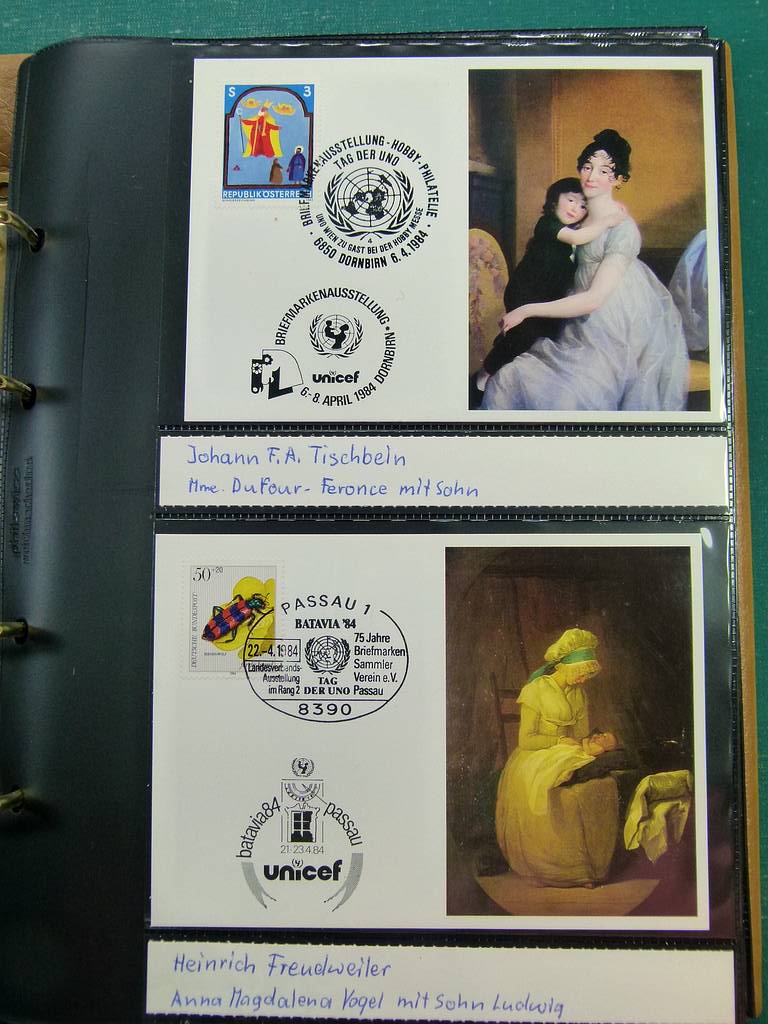 S 3
REPUBLIK ÖSTERREICH
BRIEFMARKENAUSSTELLUNG - HOBBY - PHILATELIE
TAG DER UNO
UNO WIEN ZU GAST BEI DER HOBBY MESSE
4
6850 DORNBIRN 6.4.1984
BRIEFMARKENAUSSTELLUNG • DORNBIRN
unicef
6.-8. APRIL 1984
Johann F.A. Tischbein
Mme. Dufour- Feronce mit Sohn
50+20
DEUTSCHE BUNDESPOST
PASSAU 1
BATAVIA '84
22.-4.1984
75 Jahre
Briefmarken
Sammler
Verein e.V.
Passau
Landesverbands-
Ausstellung
im Rang 2
TAG
DER UNO
8390
batavia84 passau
21.-23.4.84
unicef
Heinrich Freudweiler
Anna Magdalena Vogel mit Sohn Ludwig